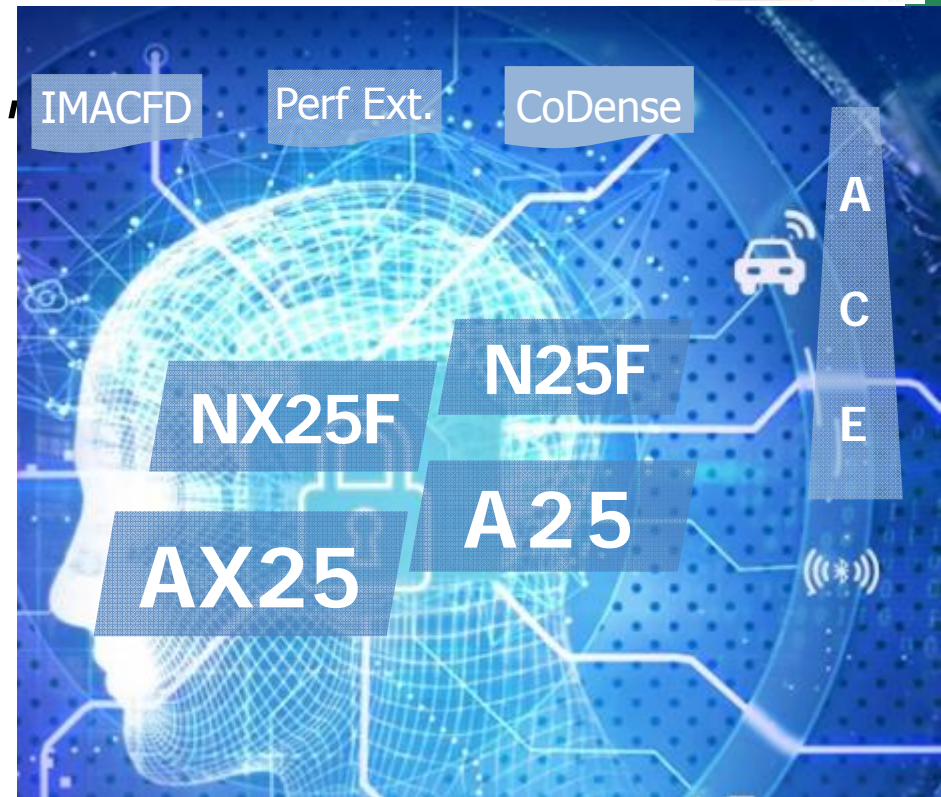 IMACFD
Perf Ext.
CoDense
A
C
E
N25F
NX25F
A25
AX25